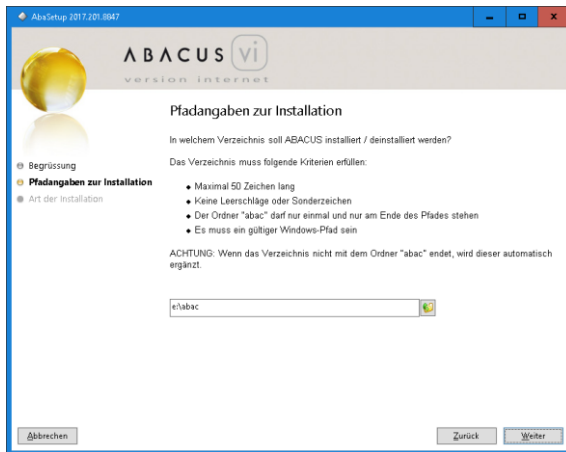 AbaSetup 2017.201.8847
ABACUS vi
version internet
Pfadangaben zur Installation
In welchem Verzeichnis soll ABACUS installiert / deinstalliert werden?
Das Verzeichnis muss folgende Kriterien erfüllen:
Maximal 50 Zeichen lang
Keine Leerschläge oder Sonderzeichen
Der Ordner "abac" darf nur einmal und nur am Ende des Pfades stehen
Es muss ein gültiger Windows-Pfad sein
ACHTUNG: Wenn das Verzeichnis nicht mit dem Ordner "abac" endet, wird dieser automatisch
ergänzt.
e:\abac
Begrüssung
Pfadangaben zur Installation
Art der Installation
Abbrechen
Zurück
Weiter